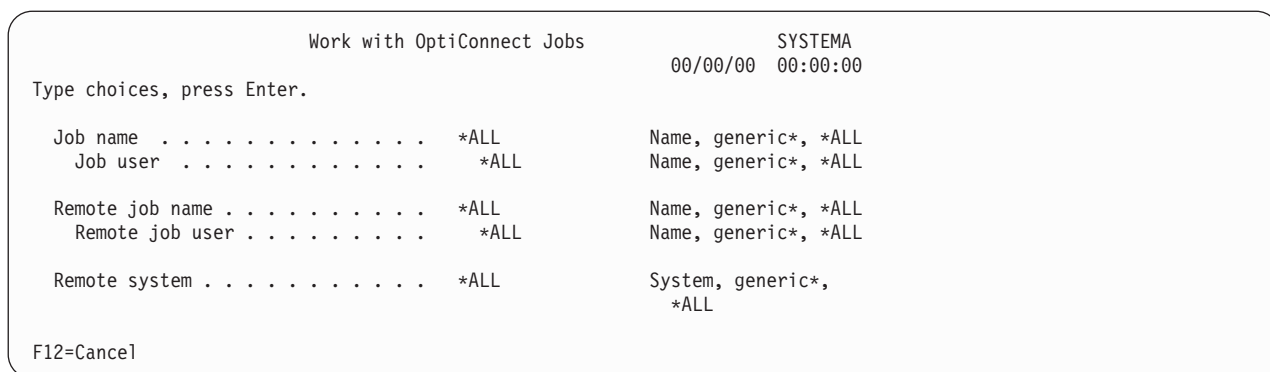 Work with OptiConnect Jobs SYSTEMA
00/00/00 00:00:00
Type choices, press Enter.
Job name . . . . . . . . . . . . . *ALL Name, generic*, *ALL
Job user . . . . . . . . . . . . *ALL Name, generic*, *ALL
Remote job name . . . . . . . . . . *ALL Name, generic*, *ALL
Remote job user . . . . . . . . . *ALL Name, generic*, *ALL
Remote system . . . . . . . . . . . *ALL System, generic*,
*ALL
F12=Cancel